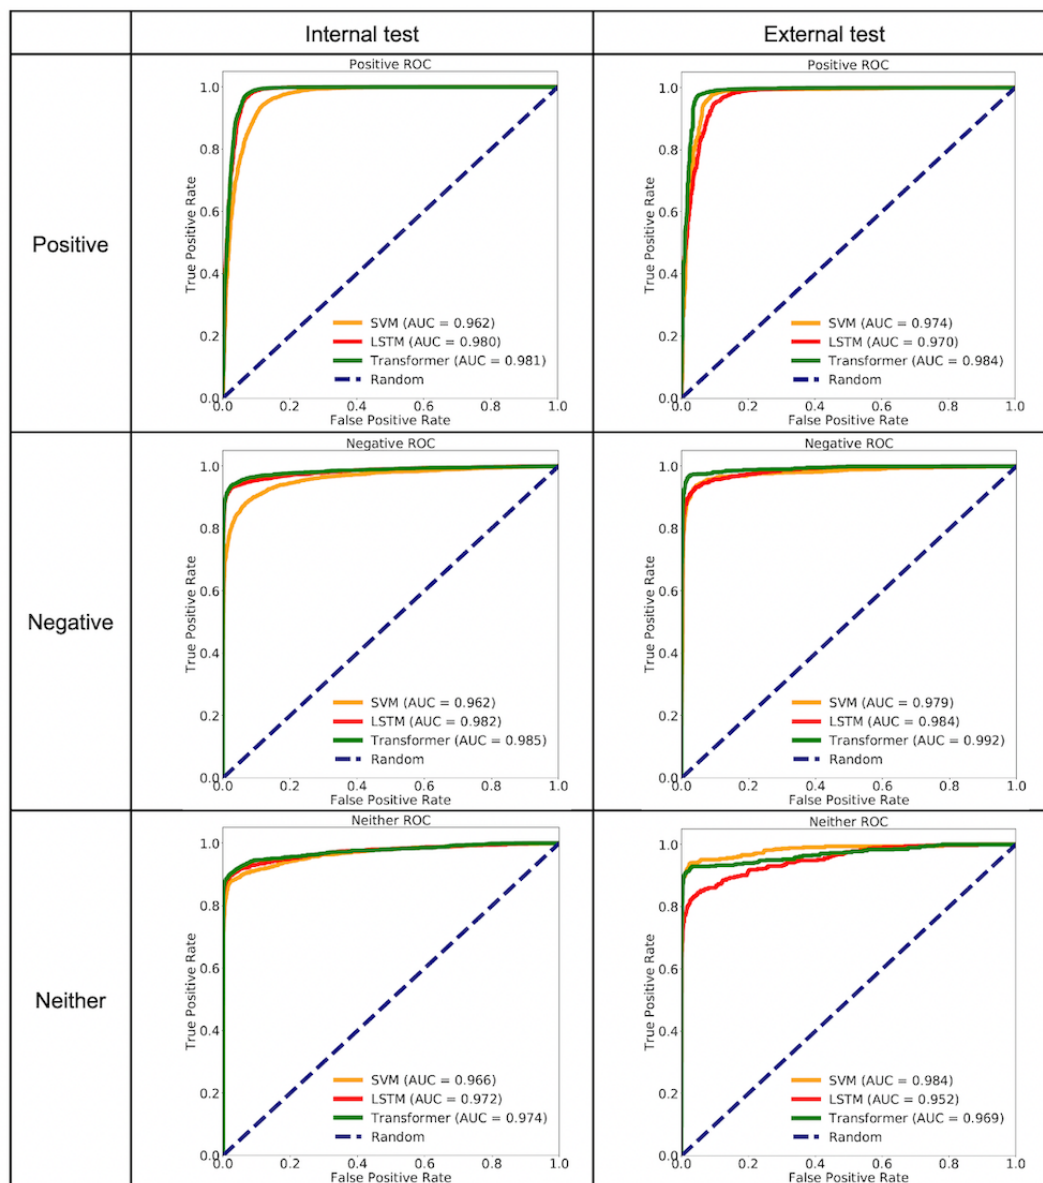 Internal test
External test
Positive
Positive ROC
1.0
0.8
0.6
0.4
0.2
0.0
True Positive Rate
SVM (AUC = 0.962)
LSTM (AUC = 0.980)
Transformer (AUC = 0.981)
Random
0.0 0.2 0.4 0.6 0.8 1.0
False Positive Rate
Positive ROC
1.0
0.8
0.6
0.4
0.2
0.0
True Positive Rate
SVM (AUC = 0.974)
LSTM (AUC = 0.970)
Transformer (AUC = 0.984)
Random
0.0 0.2 0.4 0.6 0.8 1.0
False Positive Rate
Negative
Negative ROC
1.0
0.8
0.6
0.4
0.2
0.0
True Positive Rate
SVM (AUC = 0.962)
LSTM (AUC = 0.982)
Transformer (AUC = 0.985)
Random
0.0 0.2 0.4 0.6 0.8 1.0
False Positive Rate
Negative ROC
1.0
0.8
0.6
0.4
0.2
0.0
True Positive Rate
SVM (AUC = 0.979)
LSTM (AUC = 0.984)
Transformer (AUC = 0.992)
Random
0.0 0.2 0.4 0.6 0.8 1.0
False Positive Rate
Neither
Neither ROC
1.0
0.8
0.6
0.4
0.2
0.0
True Positive Rate
SVM (AUC = 0.966)
LSTM (AUC = 0.972)
Transformer (AUC = 0.974)
Random
0.0 0.2 0.4 0.6 0.8 1.0
False Positive Rate
Neither ROC
1.0
0.8
0.6
0.4
0.2
0.0
True Positive Rate
SVM (AUC = 0.984)
LSTM (AUC = 0.952)
Transformer (AUC = 0.969)
Random
0.0 0.2 0.4 0.6 0.8 1.0
False Positive Rate